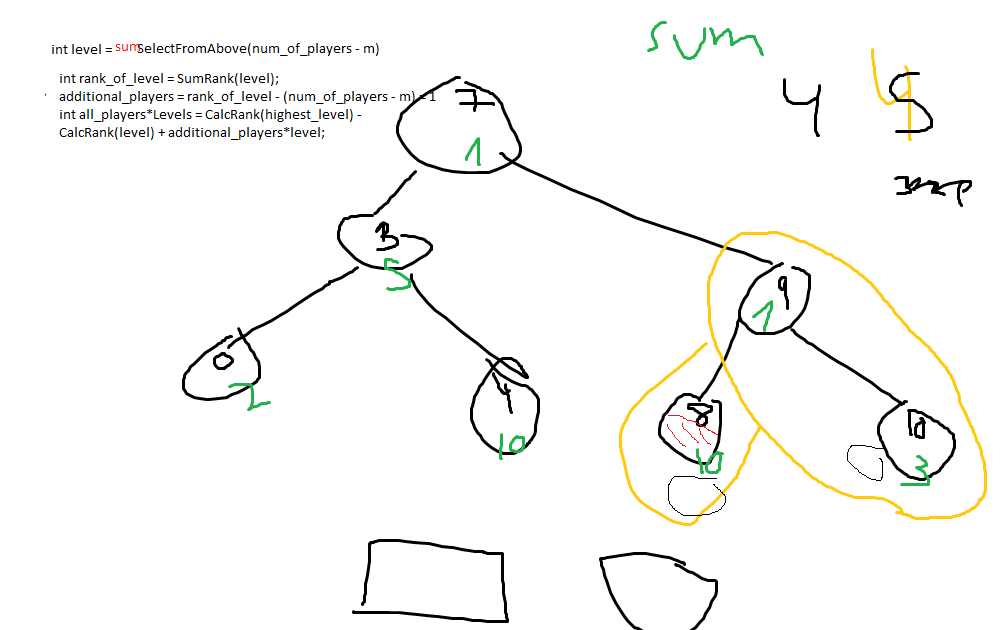 int level = sumSelectFromAbove(num_of_players - m)
int rank_of_level = SumRank(level);
additional_players = rank_of_level - (num_of_players - m) - 1
int all_players*Levels = CalcRank(highest_level) -
CalcRank(level) + additional_players*level;
sum
4 5
7
1
3
5
9
1
0
2
4
10
8
10
10
3